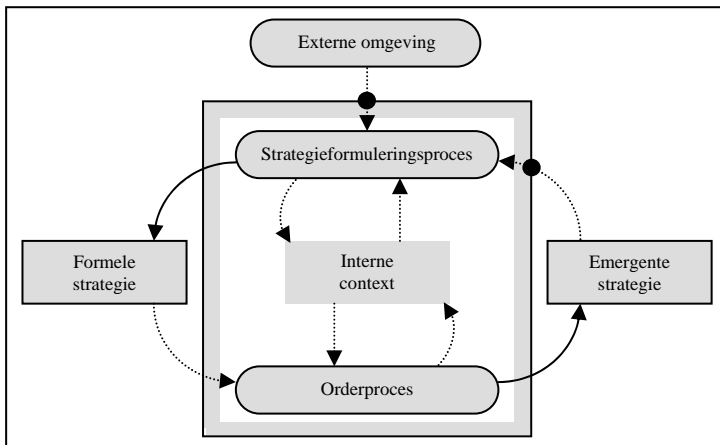 Externe omgeving
Strategieformuleringsproces
Formele
strategie
Interne
context
Emergente
strategie
Orderproces